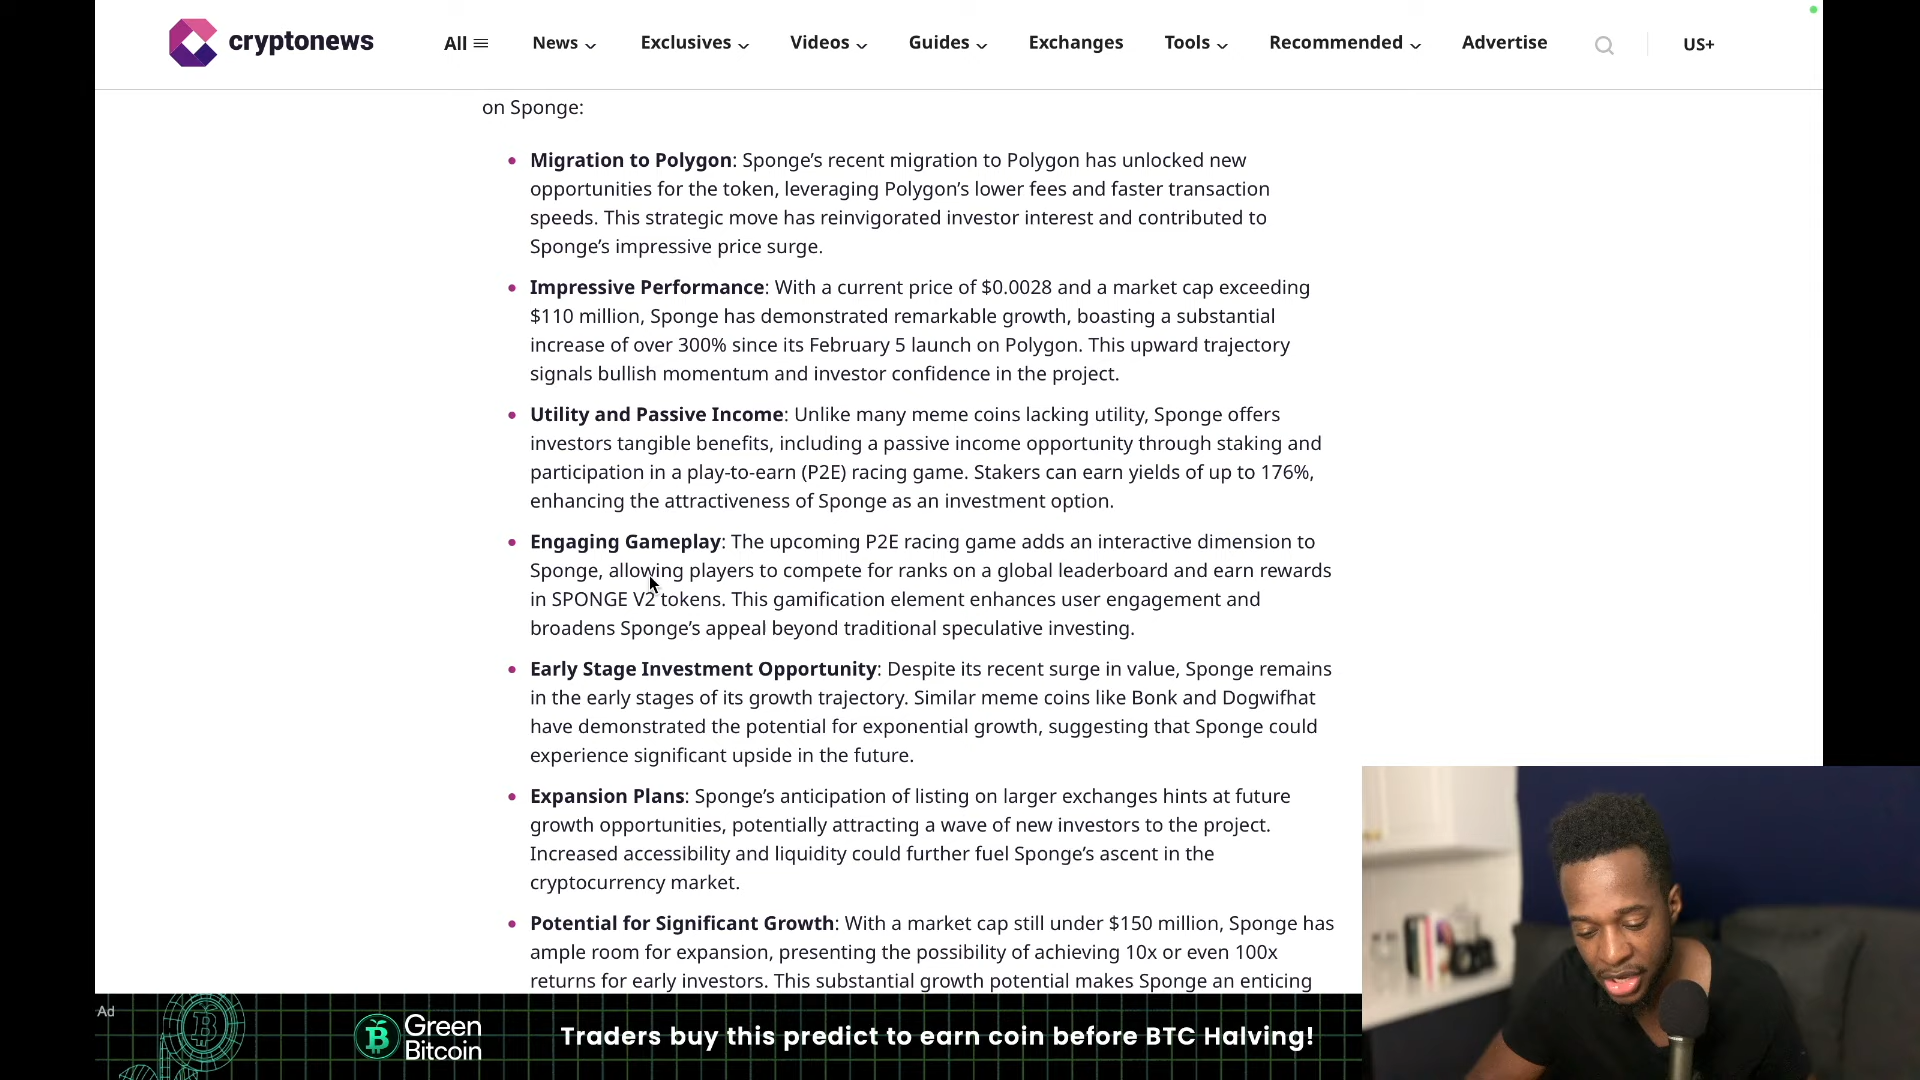 cryptonews
All
News
Exclusives
Videos
Guides
Exchanges
Tools
Recommended
Advertise
US+
on Sponge:
Migration to Polygon: Sponge’s recent migration to Polygon has unlocked new
opportunities for the token, leveraging Polygon’s lower fees and faster transaction
speeds. This strategic move has reinvigorated investor interest and contributed to
Sponge’s impressive price surge.
Impressive Performance: With a current price of $0.0028 and a market cap exceeding
$110 million, Sponge has demonstrated remarkable growth, boasting a substantial
increase of over 300% since its February 5 launch on Polygon. This upward trajectory
signals bullish momentum and investor confidence in the project.
Utility and Passive Income: Unlike many meme coins lacking utility, Sponge offers
investors tangible benefits, including a passive income opportunity through staking and
participation in a play-to-earn (P2E) racing game. Stakers can earn yields of up to 176%,
enhancing the attractiveness of Sponge as an investment option.
Engaging Gameplay: The upcoming P2E racing game adds an interactive dimension to
Sponge, allowing players to compete for ranks on a global leaderboard and earn rewards
in SPONGE V2 tokens. This gamification element enhances user engagement and
broadens Sponge’s appeal beyond traditional speculative investing.
Early Stage Investment Opportunity: Despite its recent surge in value, Sponge remains
in the early stages of its growth trajectory. Similar meme coins like Bonk and Dogwifhat
have demonstrated the potential for exponential growth, suggesting that Sponge could
experience significant upside in the future.
Expansion Plans: Sponge’s anticipation of listing on larger exchanges hints at future
growth opportunities, potentially attracting a wave of new investors to the project.
Increased accessibility and liquidity could further fuel Sponge’s ascent in the
cryptocurrency market.
Potential for Significant Growth: With a market cap still under $150 million, Sponge has
ample room for expansion, presenting the possibility of achieving 10x or even 100x
returns for early investors. This substantial growth potential makes Sponge an enticing
Ad
Green
Bitcoin
Traders buy this predict to earn coin before BTC Halving!